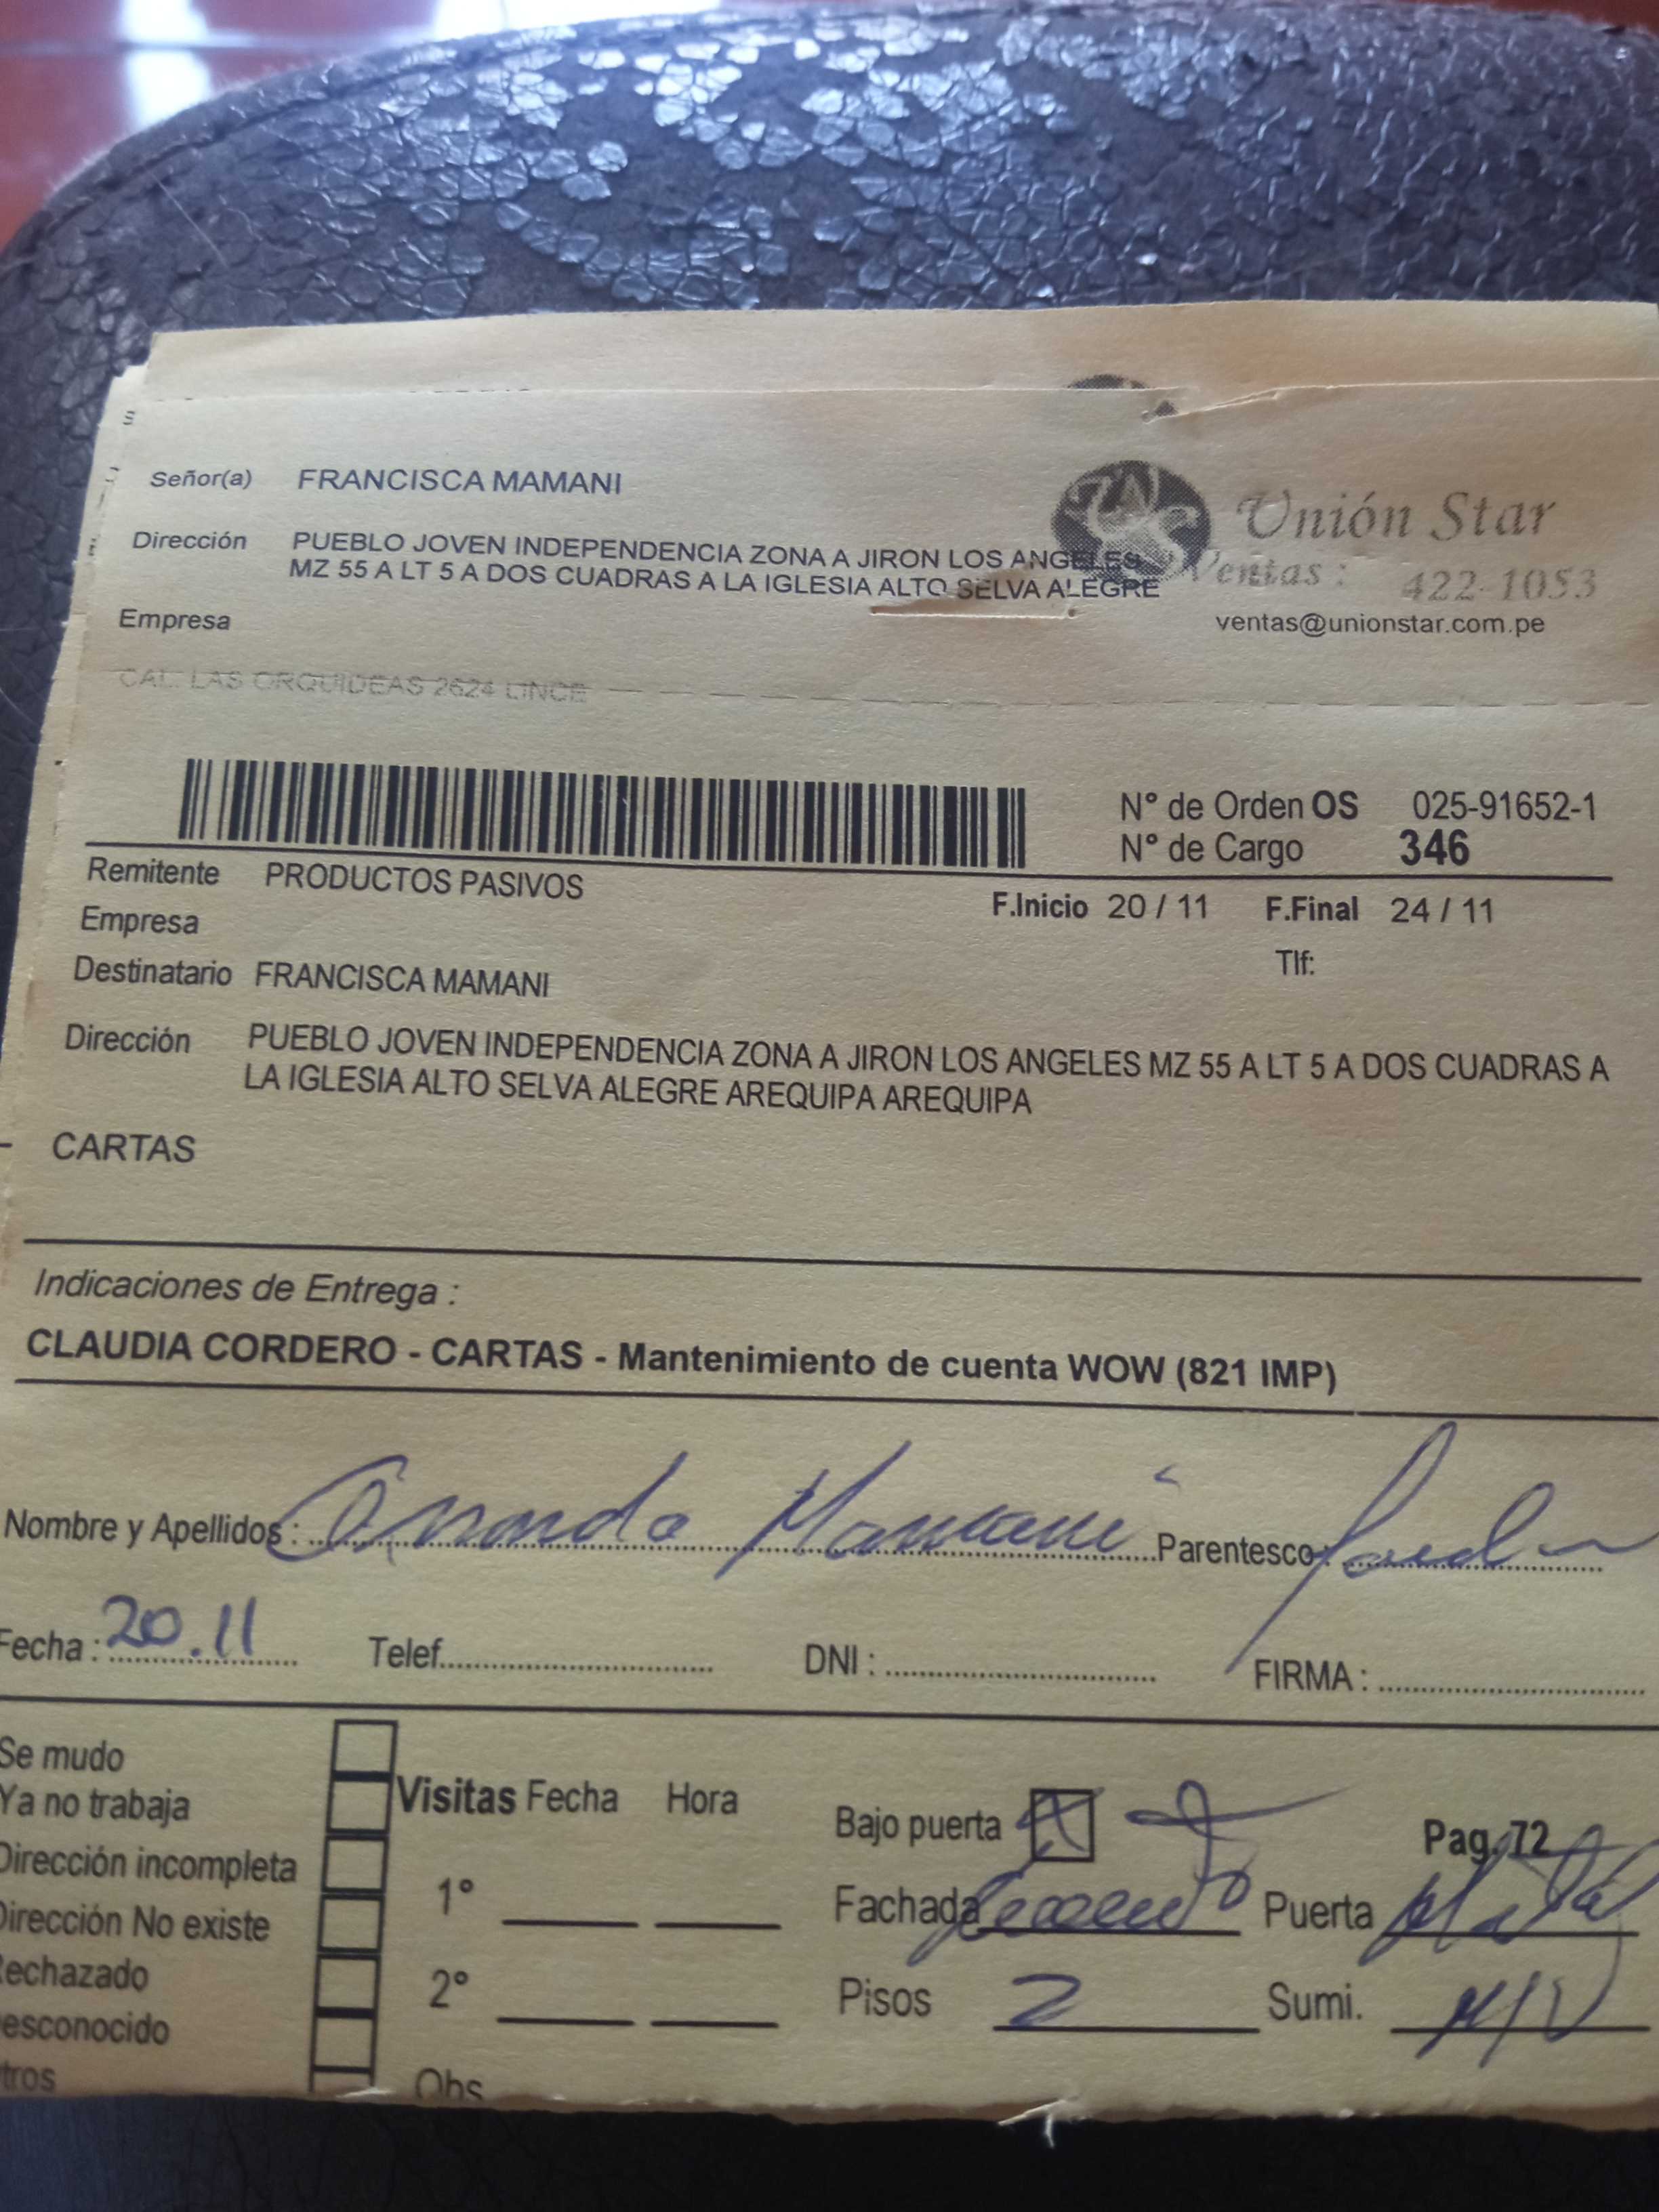 Señor(a) FRANCISCA MAMANI
Unión Star
Dirección PUEBLO JOVEN INDEPENDENCIA ZONA A JIRON LOS ANGELES
MZ 55 A LT 5 A DOS CUADRAS A LA IGLESIA ALTO SELVA ALEGRE
Ventas : 422-1053
Empresa
ventas@unionstar.com.pe
CAL. LAS ORQUIDEAS 2624 LINCE
N° de Orden OS 025-91652-1
N° de Cargo 346
Remitente PRODUCTOS PASIVOS
F.Inicio 20 / 11 F.Final 24 / 11
Empresa
Tlf:
Destinatario FRANCISCA MAMANI
Dirección PUEBLO JOVEN INDEPENDENCIA ZONA A JIRON LOS ANGELES MZ 55 A LT 5 A DOS CUADRAS A
LA IGLESIA ALTO SELVA ALEGRE AREQUIPA AREQUIPA
CARTAS
Indicaciones de Entrega :
CLAUDIA CORDERO - CARTAS - Mantenimiento de cuenta WOW (821 IMP)
Nombre y Apellidos : Mamani Parentesco :
Fecha : 20.11 Telef. DNI : FIRMA :
Se mudo
Ya no trabaja
Dirección incompleta
Dirección No existe
Rechazado
esconocido
tros
Visitas Fecha Hora
1°
2°
Obs
Bajo puerta Pag. 72
Fachada Puerta
Pisos 2 Sumi.